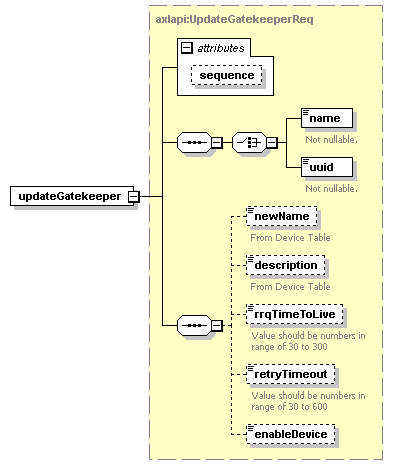 axlapi:UpdateGatekeeperReq
attributes
sequence
name
Not nullable.
uuid
Not nullable.
updateGatekeeper
newName
From Device Table
description
From Device Table
rrqTimeToLive
Value should be numbers in
range of 30 to 300
retryTimeout
Value should be numbers in
range of 30 to 600
enableDevice